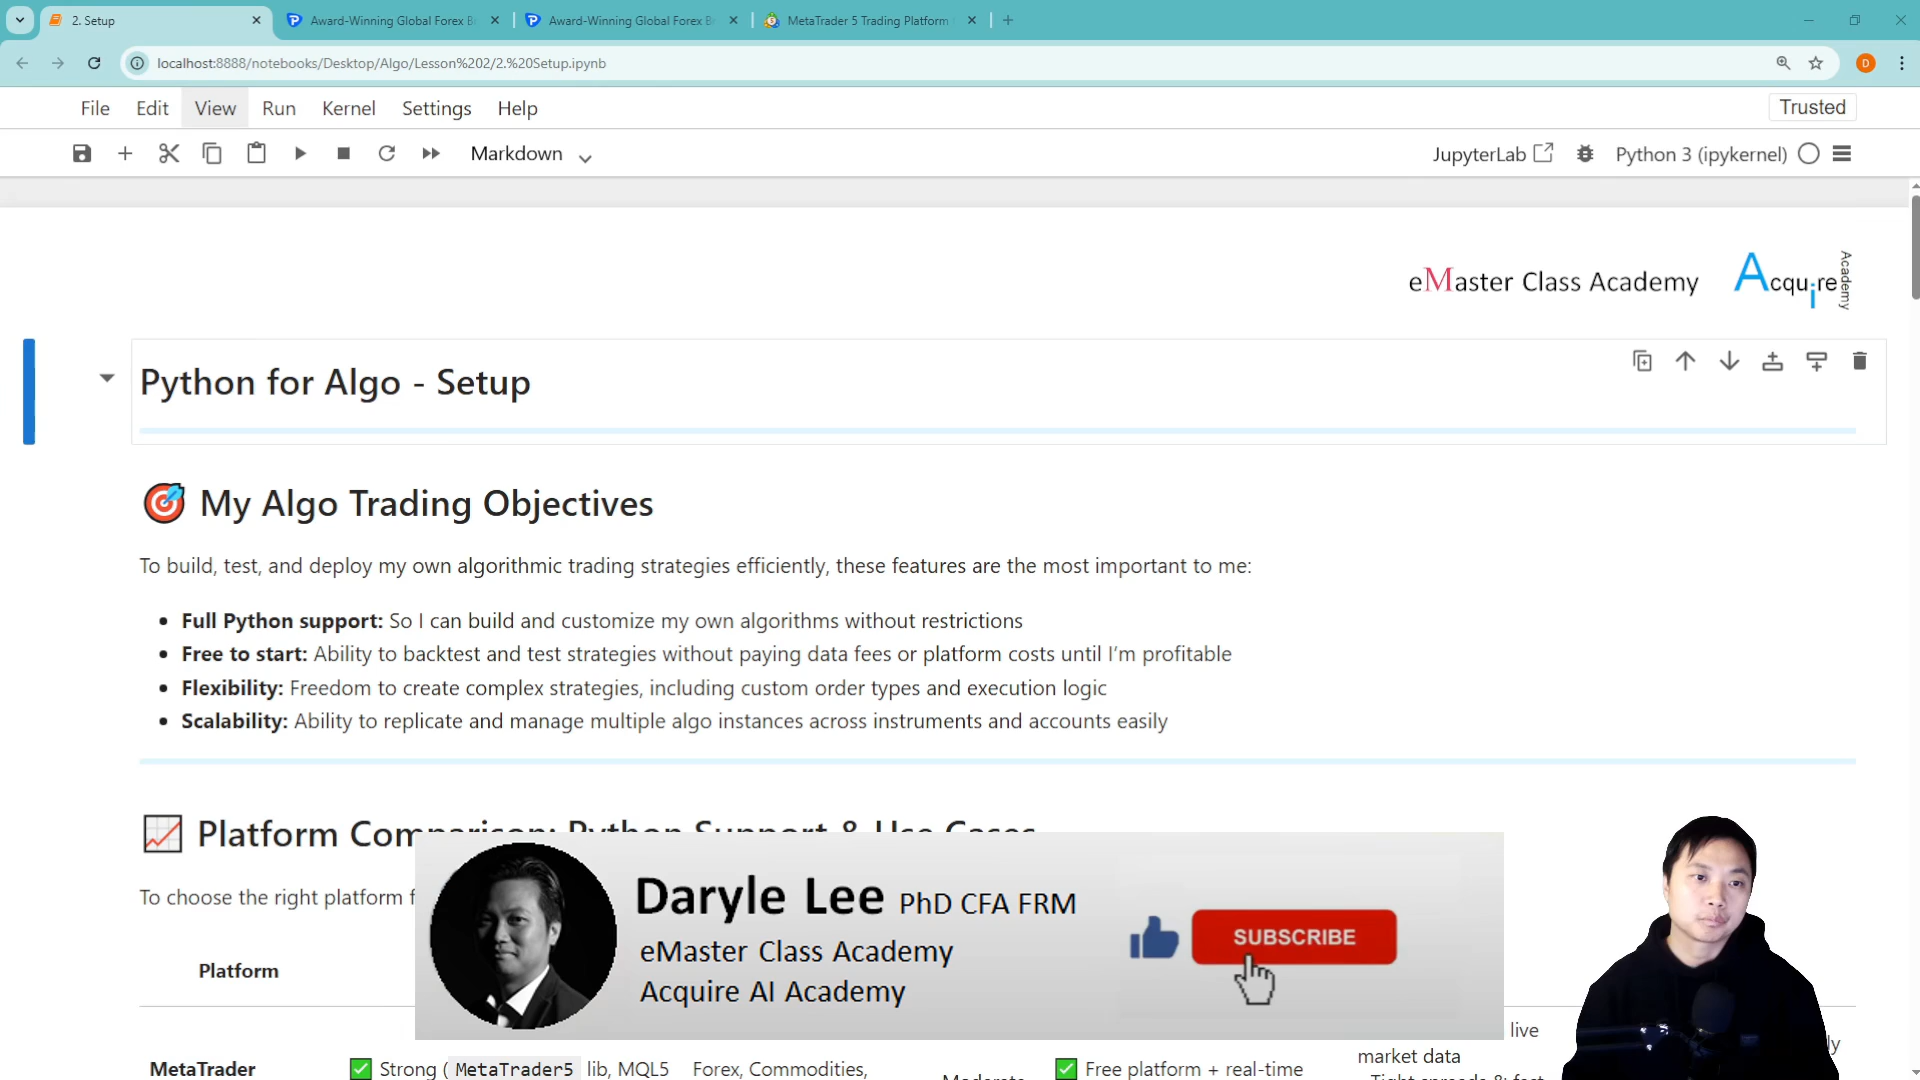 2. Setup
Award-Winning Global Forex B
Award-Winning Global Forex B
MetaTrader 5 Trading Platform
localhost:8888/notebooks/Desktop/Algo/Lesson%202/2.%20Setup.ipynb
D
File Edit View Run Kernel Settings Help
Trusted
Markdown
JupyterLab
Python 3 (ipykernel)
eMaster Class Academy
Acquire Academy
Python for Algo - Setup
My Algo Trading Objectives
To build, test, and deploy my own algorithmic trading strategies efficiently, these features are the most important to me:
Full Python support: So I can build and customize my own algorithms without restrictions
Free to start: Ability to backtest and test strategies without paying data fees or platform costs until I'm profitable
Flexibility: Freedom to create complex strategies, including custom order types and execution logic
Scalability: Ability to replicate and manage multiple algo instances across instruments and accounts easily
Platform Comparison: Python Support & Use Cases
To choose the right platform f
Daryle Lee PhD CFA FRM
eMaster Class Academy
Acquire AI Academy
SUBSCRIBE
Platform
live
market data
MetaTrader
Strong ( MetaTrader5 lib, MQL5
Forex, Commodities,
Free platform + real-time